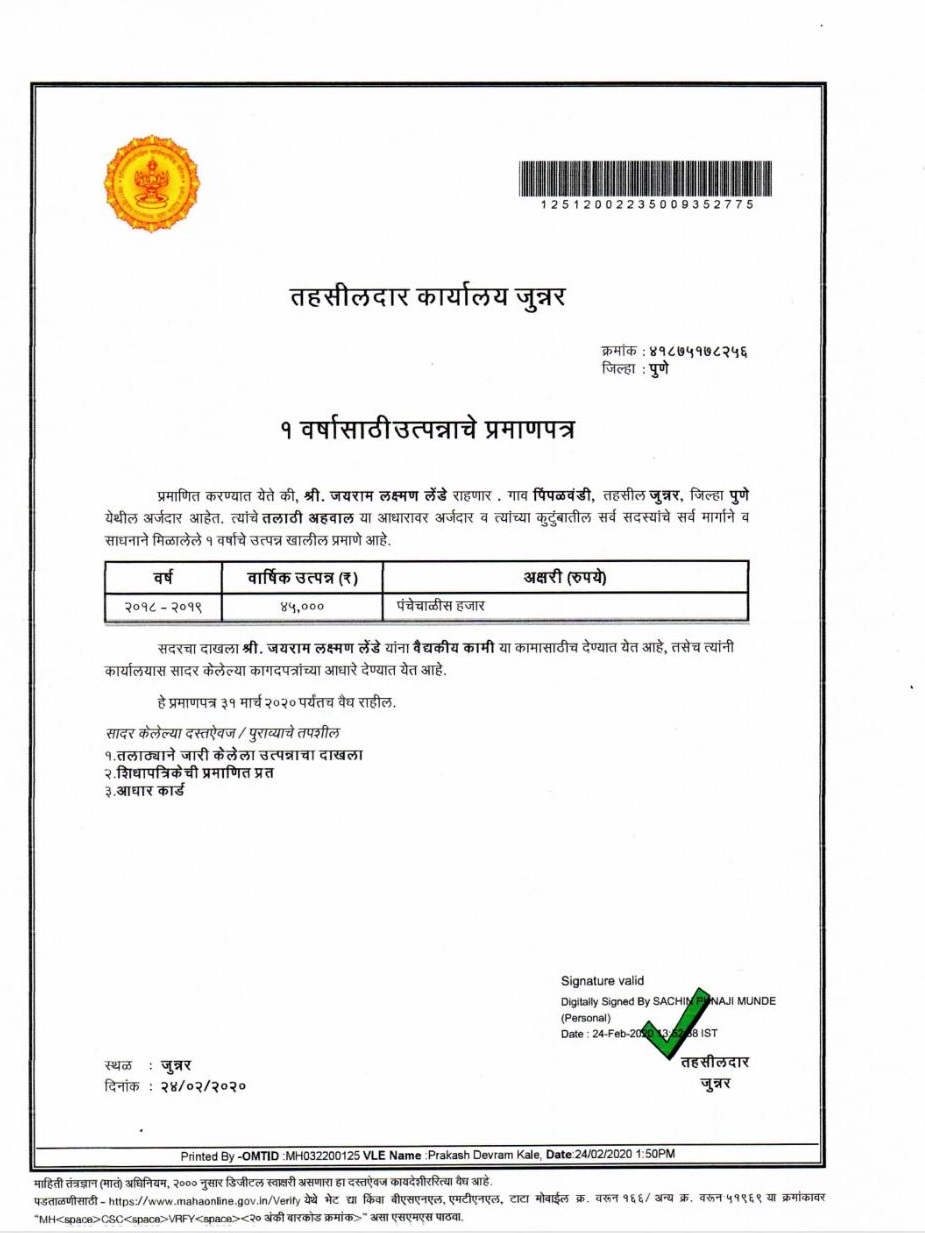 12512002235009352775
तहसीलदार कार्यालय जुन्नर
क्रमांक : ४१८७५१७८२५६
जिल्हा : पुणे
१ वर्षासाठी उत्पन्नाचे प्रमाणपत्र
प्रमाणित करण्यात येते की, श्री. जयराम लक्ष्मण लेंडे राहणार . गाव पिंपळवंडी, तहसील जुन्नर, जिल्हा पुणे
येथील अर्जदार आहेत. त्यांचे तलाठी अहवाल या आधारावर अर्जदार व त्यांच्या कुटुंबातील सर्व सदस्यांचे सर्व मार्गाने व
साधनाने मिळालेले १ वर्षाचे उत्पन्न खालील प्रमाणे आहे.
वर्ष वार्षिक उत्पन्न (₹) अक्षरी (रुपये)
२०१८ - २०१९ ४५,००० पंचेचाळीस हजार
सदरचा दाखला श्री. जयराम लक्ष्मण लेंडे यांना वैद्यकीय कामी या कामासाठीच देण्यात येत आहे, तसेच त्यांनी
कार्यालयास सादर केलेल्या कागदपत्रांच्या आधारे देण्यात येत आहे.
हे प्रमाणपत्र ३१ मार्च २०२० पर्यंतच वैध राहील.
सादर केलेल्या दस्तऐवज / पुराव्याचे तपशील
१.तलाठ्याने जारी केलेला उत्पन्नाचा दाखला
२.शिधापत्रिकेची प्रमाणित प्रत
३.आधार कार्ड
Signature valid
Digitally Signed By SACHIN PUNAJI MUNDE
(Personal)
Date : 24-Feb-2020 13:52:38 IST
तहसीलदार
जुन्नर
स्थळ : जुन्नर
दिनांक : २४/०२/२०२०
Printed By -OMTID :MH032200125 VLE Name :Prakash Devram Kale, Date:24/02/2020 1:50PM
माहिती तंत्रज्ञान (मातं) अधिनियम, २००० नुसार डिजीटल स्वाक्षरी असणारा हा दस्तऐवज कायदेशीररित्या वैध आहे.
पडताळणीसाठी - https://www.mahaonline.gov.in/Verify येथे भेट द्या किंवा बीएसएनएल, एमटीएनएल, टाटा मोबाईल क्र. वरून १६६/ अन्य क्र. वरून ५१९६९ या क्रमांकावर
"MH<space>CSC<space>VRFY<space><२० अंकी बारकोड क्रमांक>" असा एसएमएस पाठवा.